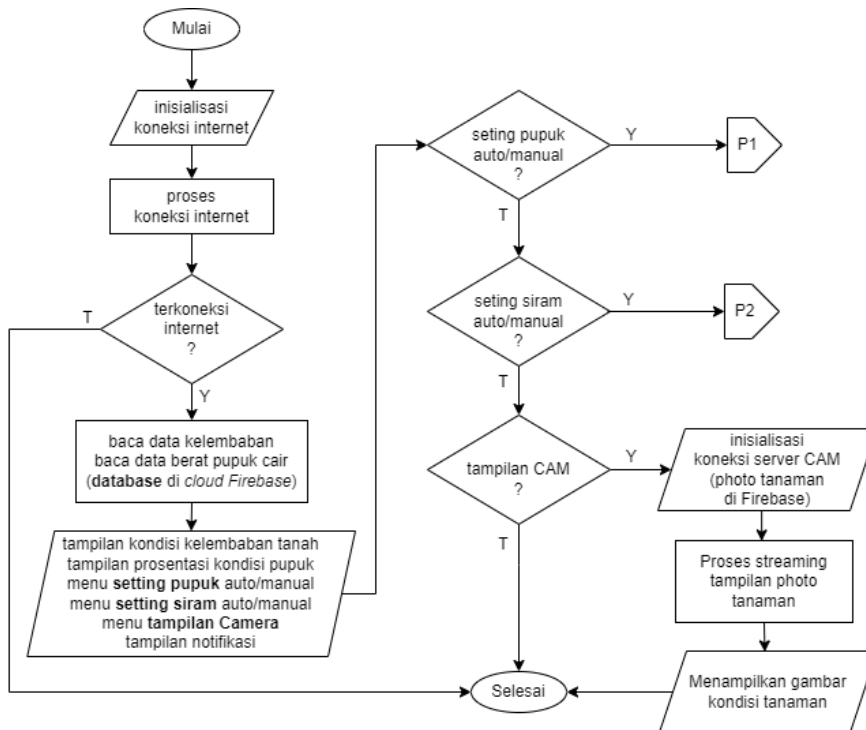 Mulai
inisialisasi
koneksi internet
proses
koneksi internet
terkoneksi
internet
?
T
Y
baca data kelembaban
baca data berat pupuk cair
(database di cloud Firebase)
tampilan kondisi kelembaban tanah
tampilan prosentasi kondisi pupuk
menu setting pupuk auto/manual
menu setting siram auto/manual
menu tampilan Camera
tampilan notifikasi
seting pupuk
auto/manual
?
Y
P1
T
seting siram
auto/manual
?
Y
P2
T
tampilan CAM
?
Y
T
inisialisasi
koneksi server CAM
(photo tanaman
di Firebase)
Proses streaming
tampilan photo
tanaman
Menampilkan gambar
kondisi tanaman
Selesai